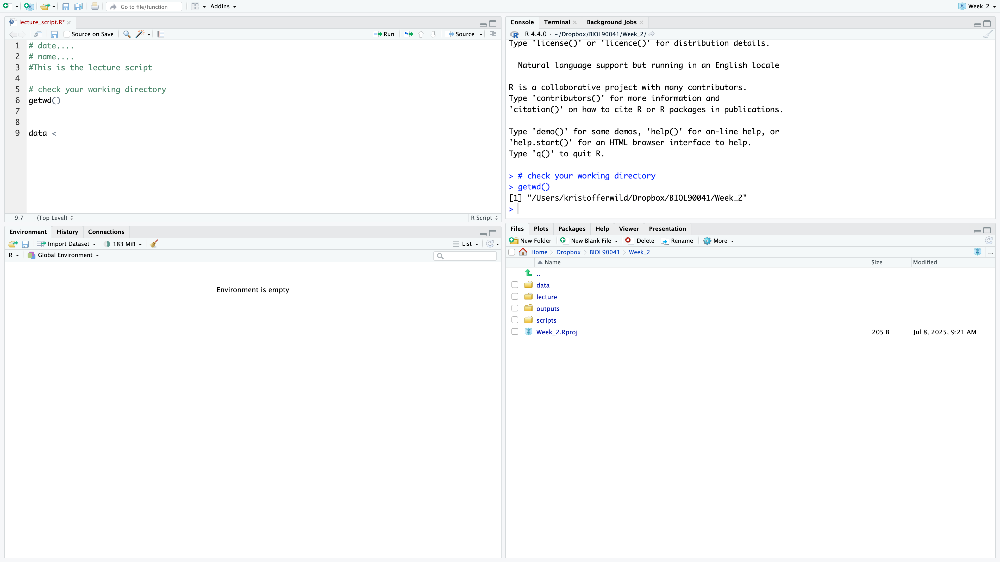 Go to file/function
Addins
Week_2
lecture_script.R*
Source on Save
Run
Source
1 # date....
2 # name....
3 #This is the lecture script
4
5 # check your working directory
6 getwd()
7
8
9 data <
9:7 (Top Level) R Script
Console Terminal Background Jobs
R 4.4.0 · ~/Dropbox/BIOL90041/Week_2/
Type 'license()' or 'licence()' for distribution details.
Natural language support but running in an English locale
R is a collaborative project with many contributors.
Type 'contributors()' for more information and
'citation()' on how to cite R or R packages in publications.
Type 'demo()' for some demos, 'help()' for on-line help, or
'help.start()' for an HTML browser interface to help.
Type 'q()' to quit R.
> # check your working directory
> getwd()
[1] "/Users/kristofferwild/Dropbox/BIOL90041/Week_2"
>
Environment History Connections
Import Dataset 183 MiB List
R Global Environment
Environment is empty
Files Plots Packages Help Viewer Presentation
New Folder New Blank File Delete Rename More
Home Dropbox BIOL90041 Week_2 ...
Name Size Modified
..
data
lecture
outputs
scripts
Week_2.Rproj 205 B Jul 8, 2025, 9:21 AM